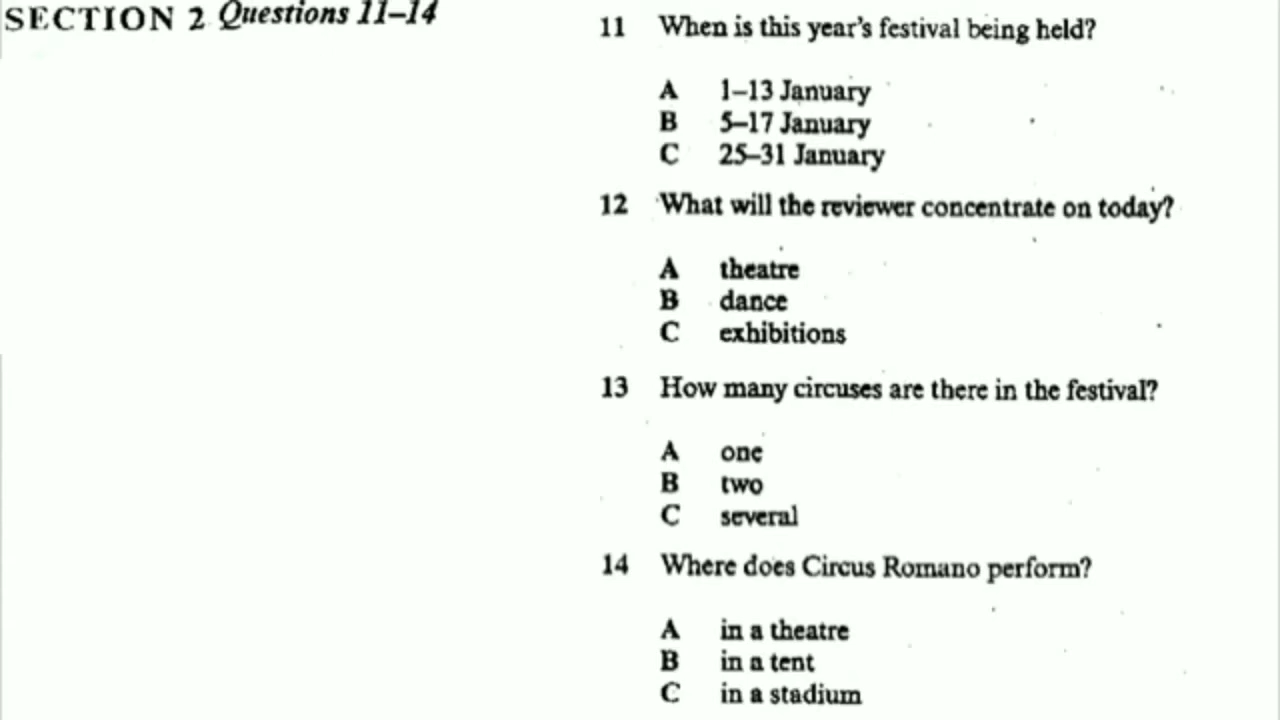 SECTION 2 Questions 11–14
11 When is this year's festival being held?
A 1–13 January
B 5–17 January
C 25–31 January
12 What will the reviewer concentrate on today?
A theatre
B dance
C exhibitions
13 How many circuses are there in the festival?
A one
B two
C several
14 Where does Circus Romano perform?
A in a theatre
B in a tent
C in a stadium